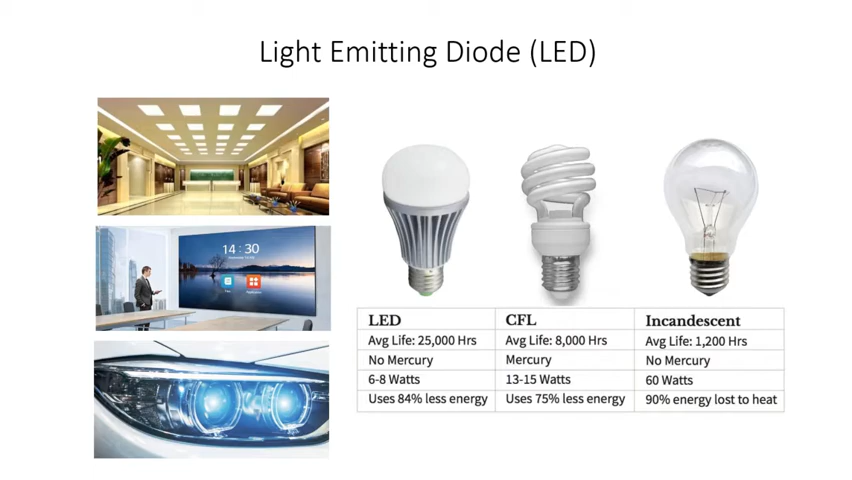 Light Emitting Diode (LED)
14:30
LED CFL Incandescent
Avg Life: 25,000 Hrs Avg Life: 8,000 Hrs Avg Life: 1,200 Hrs
No Mercury Mercury No Mercury
6-8 Watts 13-15 Watts 60 Watts
Uses 84% less energy Uses 75% less energy 90% energy lost to heat